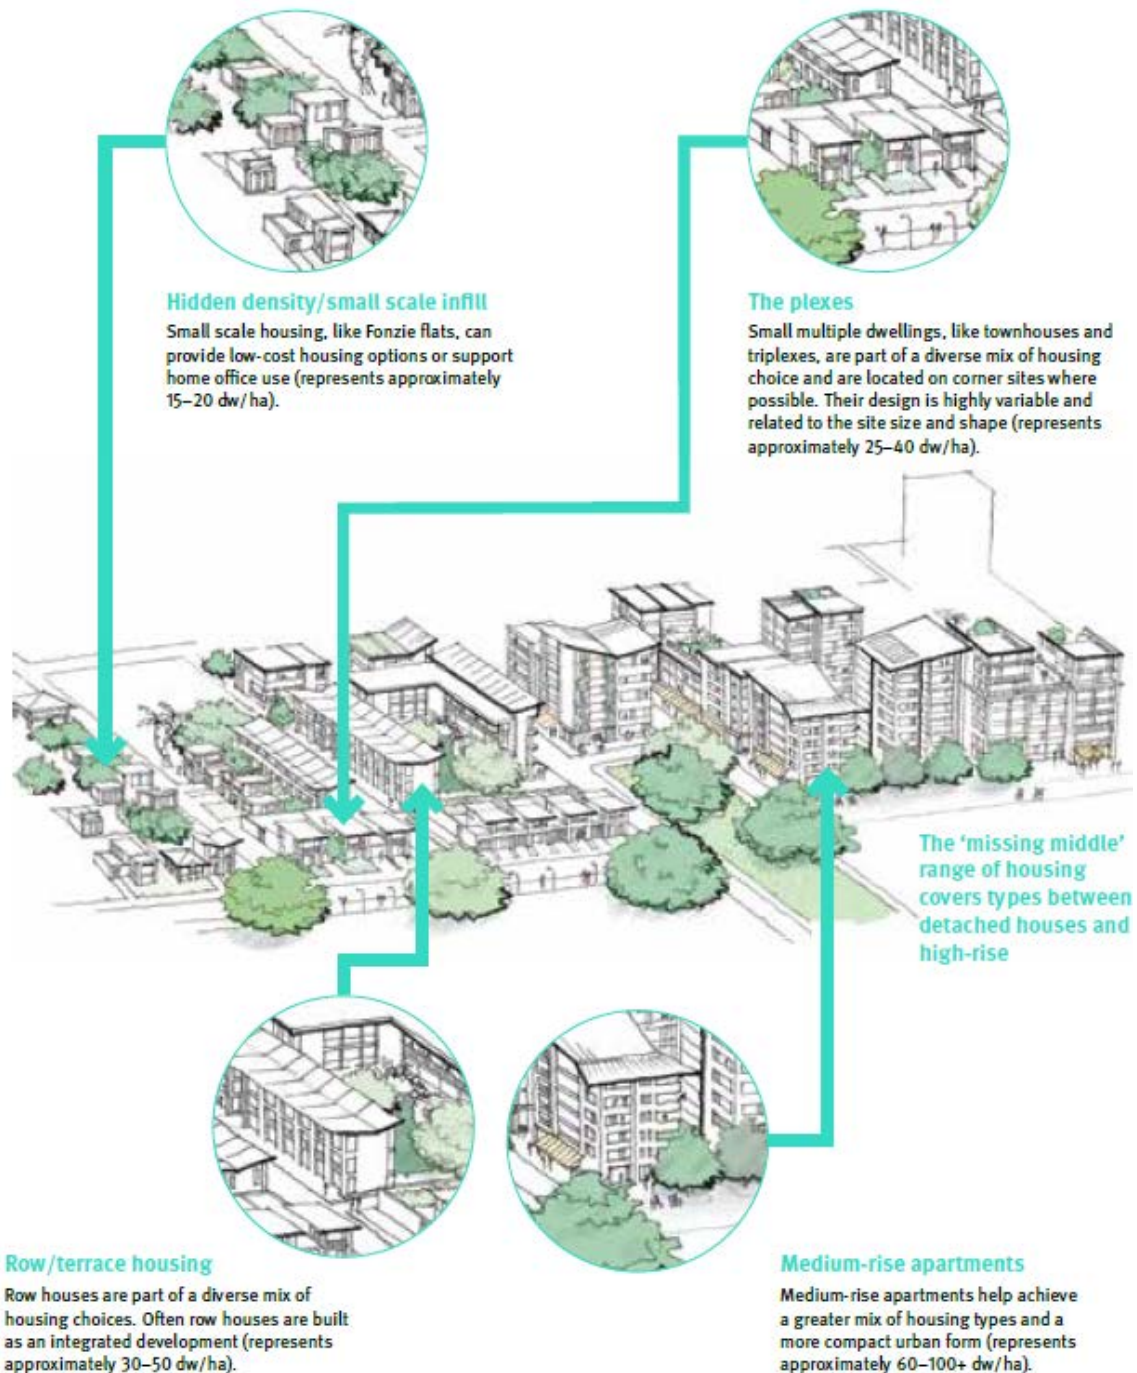 Hidden density/small scale infill
Small scale housing, like Fonzie flats, can
provide low-cost housing options or support
home office use (represents approximately
15–20 dw/ha).
The plexes
Small multiple dwellings, like townhouses and
triplexes, are part of a diverse mix of housing
choice and are located on corner sites where
possible. Their design is highly variable and
related to the site size and shape (represents
approximately 25–40 dw/ha).
The ‘missing middle’
range of housing
covers types between
detached houses and
high-rise
Row/terrace housing
Row houses are part of a diverse mix of
housing choices. Often row houses are built
as an integrated development (represents
approximately 30–50 dw/ha).
Medium-rise apartments
Medium-rise apartments help achieve
a greater mix of housing types and a
more compact urban form (represents
approximately 60–100+ dw/ha).